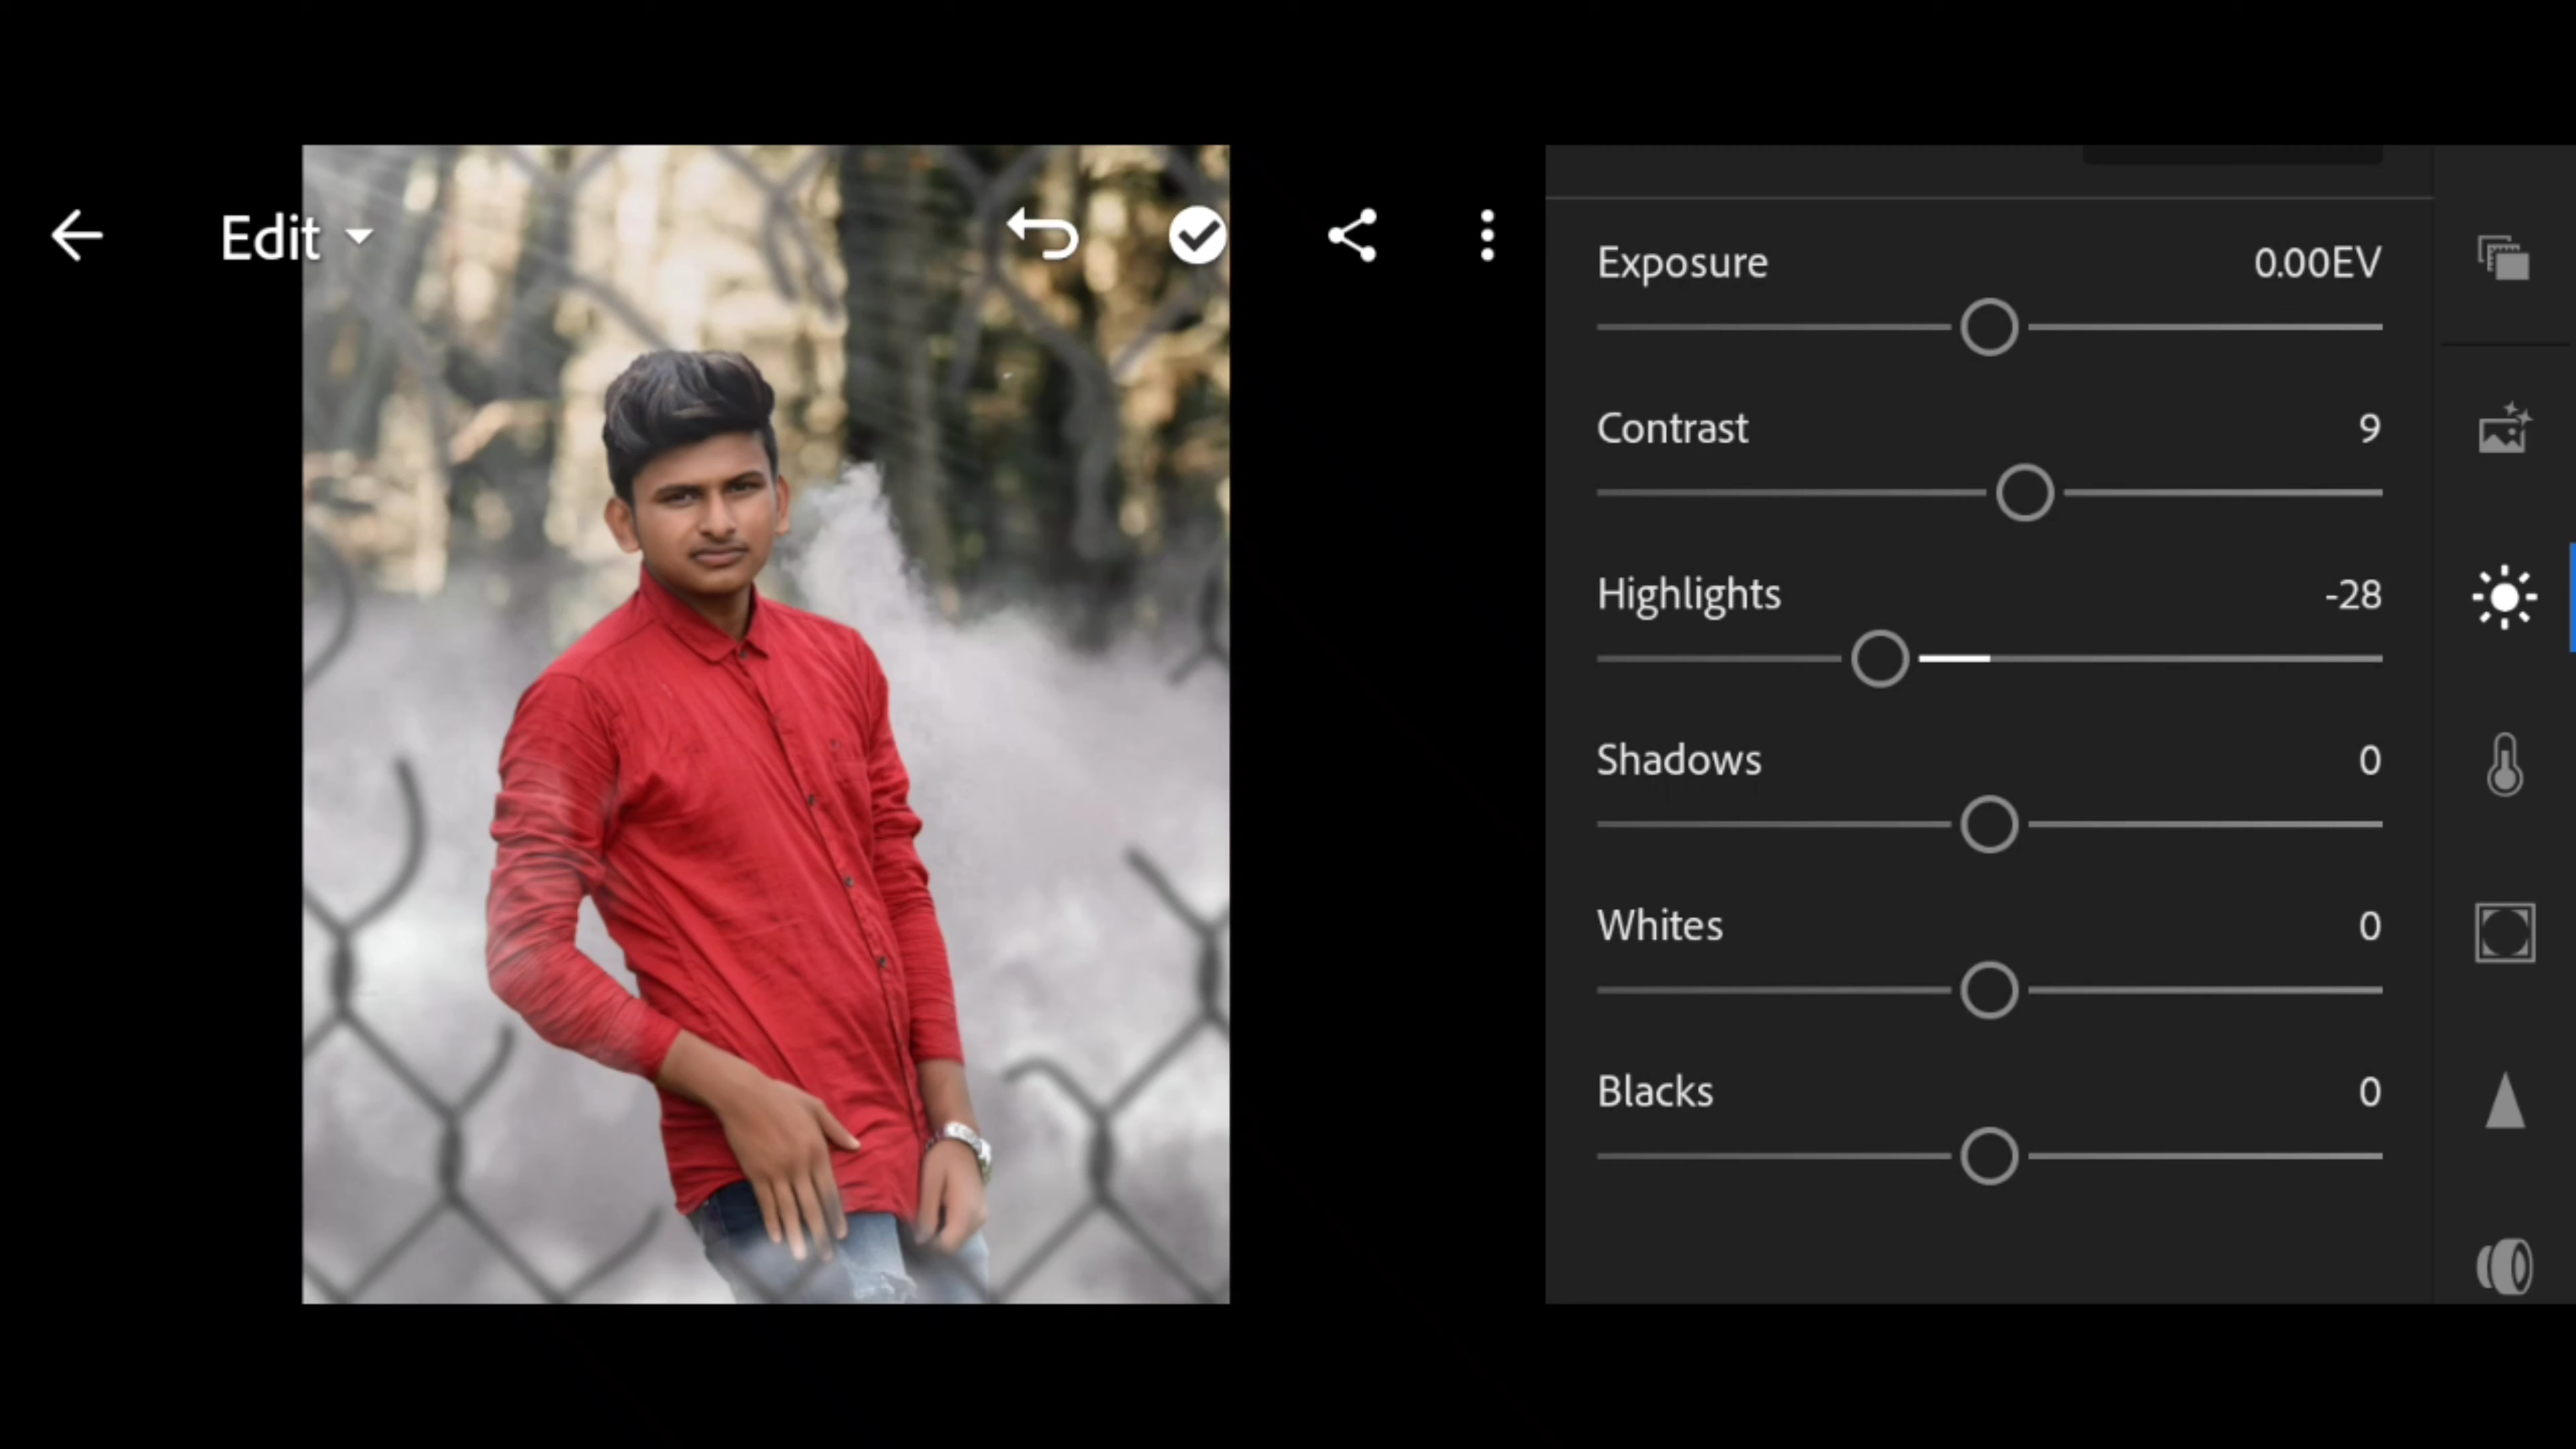 Edit
Exposure 0.00EV
Contrast 9
Highlights -28
Shadows 0
Whites 0
Blacks 0